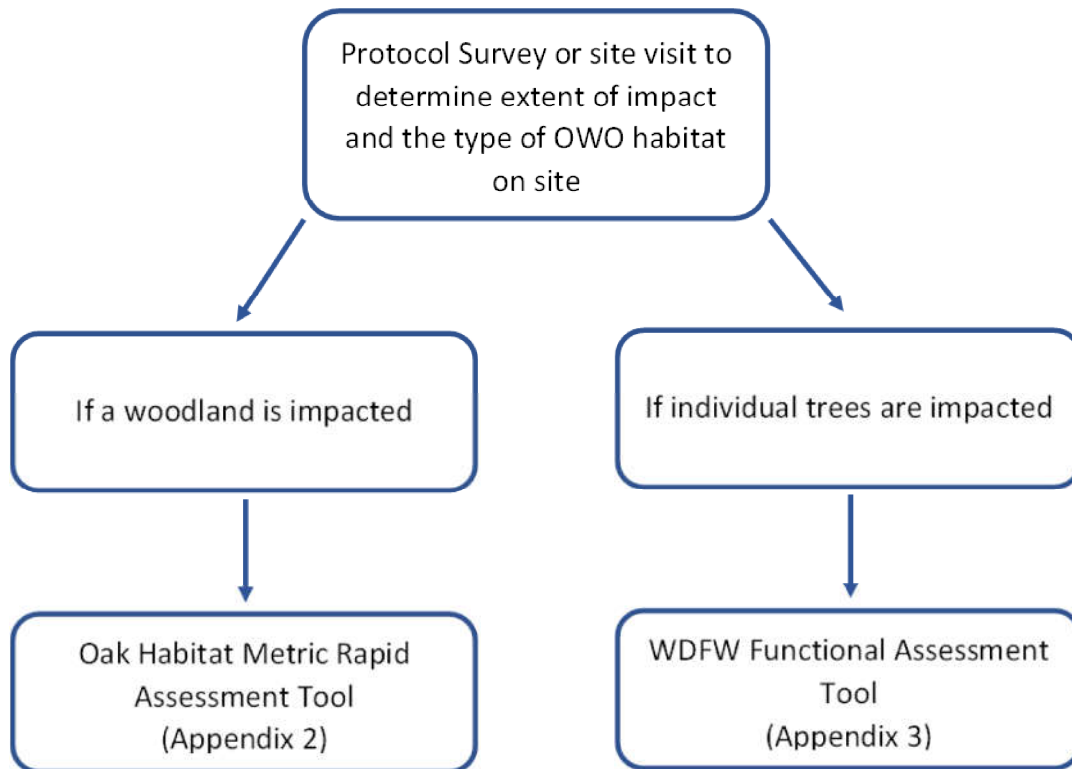 Protocol Survey or site visit to
determine extent of impact
and the type of OWO habitat
on site
If a woodland is impacted
If individual trees are impacted
Oak Habitat Metric Rapid
Assessment Tool
(Appendix 2)
WDFW Functional Assessment
Tool
(Appendix 3)